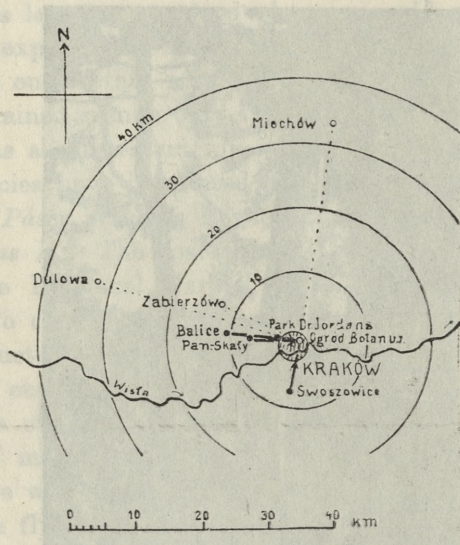 N
40 km
30
20
10
Miechów
Dulowa
Zabierzów
Balice
Pan.-Skały
Park Dr. Jordana
Ogród Botan.
KRAKÓW
Swoszowice
Wisła
0 10 20 30 40 km